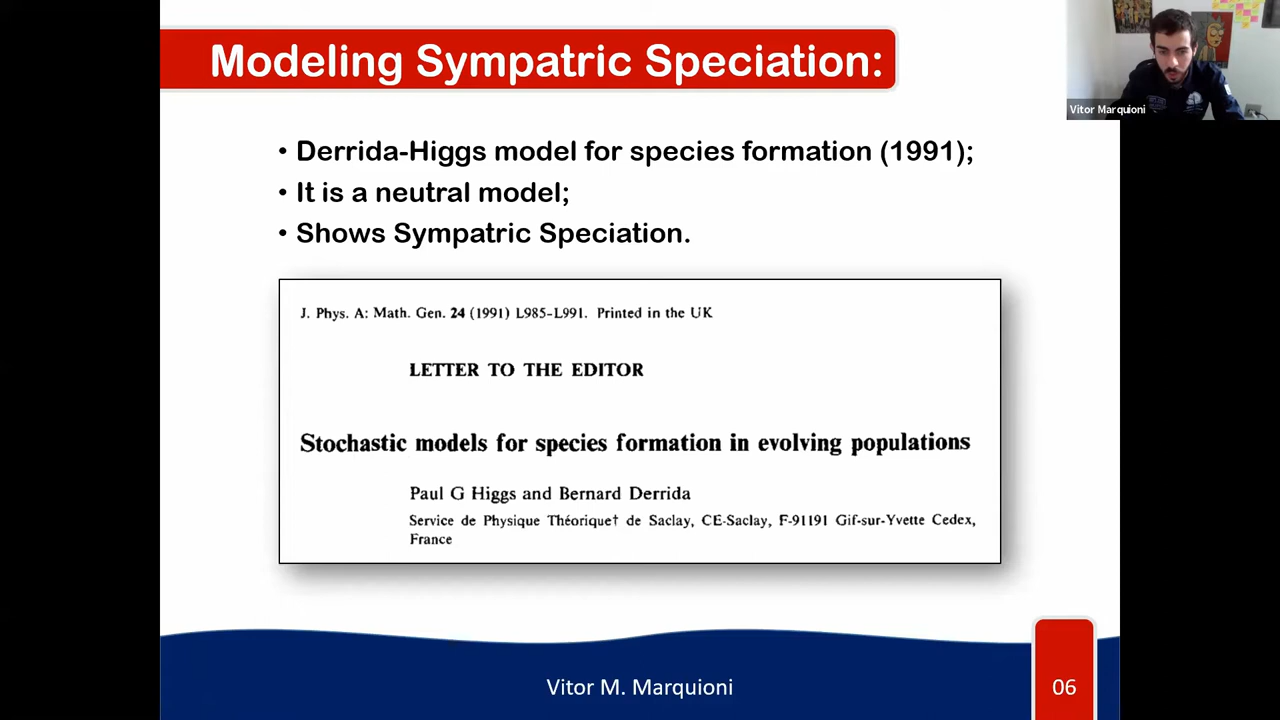 Modeling Sympatric Speciation:
Vitor Marquioni
• Derrida-Higgs model for species formation (1991);
• It is a neutral model;
• Shows Sympatric Speciation.
J. Phys. A: Math. Gen. 24 (1991) L985–L991. Printed in the UK
LETTER TO THE EDITOR
Stochastic models for species formation in evolving populations
Paul G Higgs and Bernard Derrida
Service de Physique Théorique† de Saclay, CE-Saclay, F-91191 Gif-sur-Yvette Cedex,
France
Vitor M. Marquioni
06